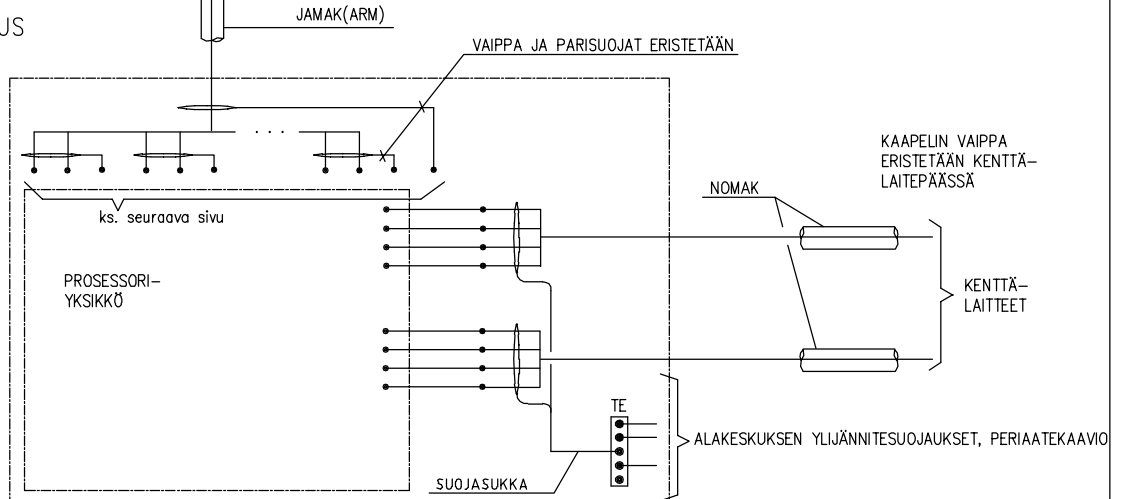 US
JAMAK(ARM)
VAIPPA JA PARISUOJAT ERISTETÄÄN
. . .
KAAPELIN VAIPPA
ERISTETÄÄN KENTTÄ-
LAITEPÄÄSSÄ
NOMAK
ks. seuraava sivu
PROSESSORI-
YKSIKKÖ
KENTTÄ-
LAITTEET
TE
ALAKESKUKSEN YLIJÄNNITESUOJAUKSET, PERIAATEKAAVIO
SUOJASUKKA